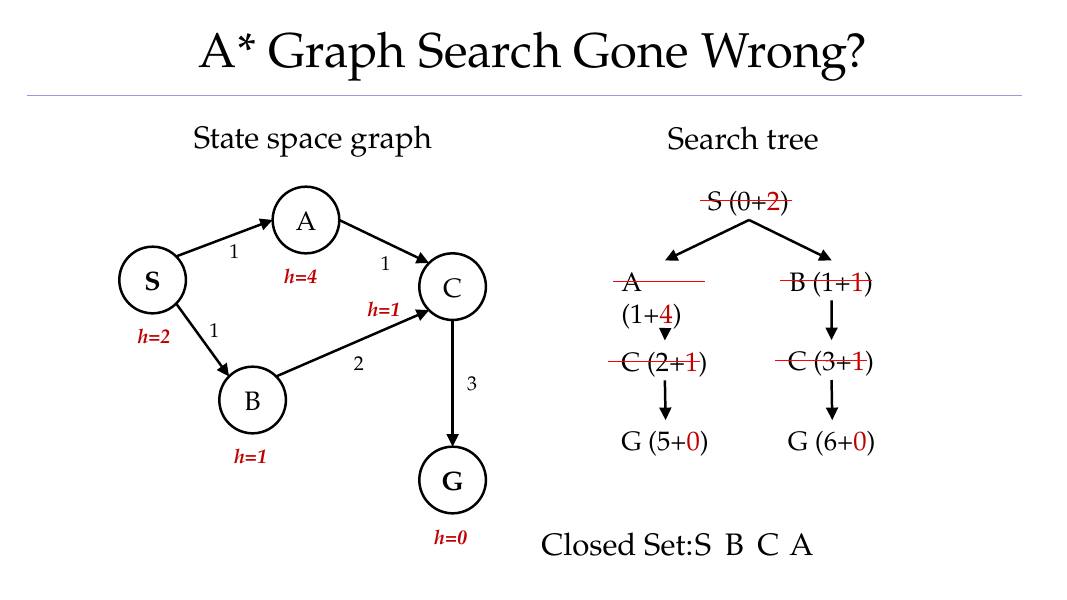 A* Graph Search Gone Wrong?
State space graph
S
h=2
A
h=4
C
h=1
B
h=1
G
h=0
1
1
1
2
3
Search tree
S (0+2)
A
(1+4)
B (1+1)
C (2+1)
C (3+1)
G (5+0)
G (6+0)
Closed Set:S B C A